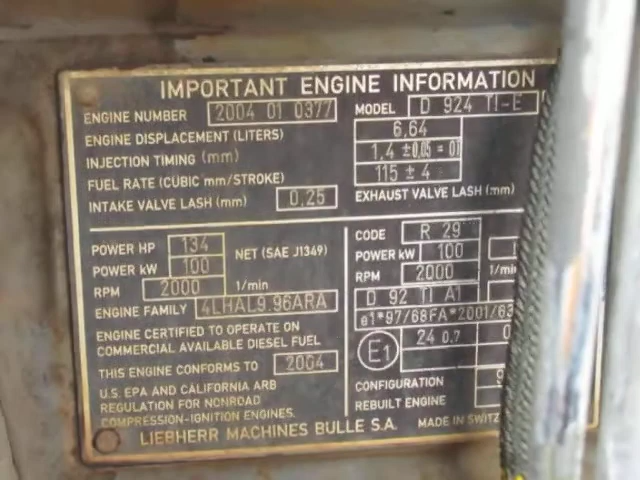 IMPORTANT ENGINE INFORMATION
ENGINE NUMBER 2004 01 0377 MODEL D 924 TI-E
ENGINE DISPLACEMENT (LITERS) 6,64
INJECTION TIMING (mm) 1,4 ±0,05 =
FUEL RATE (CUBIC mm/STROKE) 115 ± 4
INTAKE VALVE LASH (mm) 0,25 EXHAUST VALVE LASH (mm)
POWER HP 134 NET (SAE J1349)
POWER kW 100
RPM 2000 1/min
ENGINE FAMILY 4LHAL9.96ARA
ENGINE CERTIFIED TO OPERATE ON
COMMERCIAL AVAILABLE DIESEL FUEL
THIS ENGINE CONFORMS TO 2004
U.S. EPA AND CALIFORNIA ARB
REGULATION FOR NONROAD
COMPRESSION-IGNITION ENGINES.
CODE R 29
POWER kW 100
RPM 2000 1/min
D 92 TI A1
e1*97/68FA*2001/63
E1 24 0.7 0
CONFIGURATION 9
REBUILT ENGINE
LIEBHERR MACHINES BULLE S.A. MADE IN SWITZ